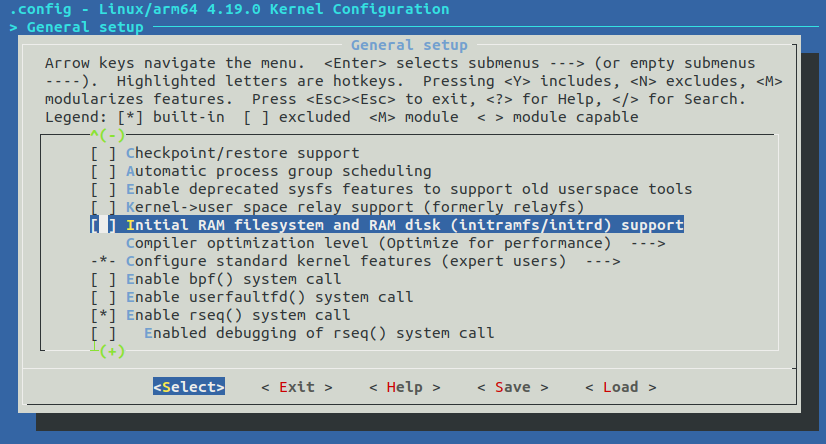 .config - Linux/arm64 4.19.0 Kernel Configuration
> General setup
General setup
Arrow keys navigate the menu.  <Enter> selects submenus ---> (or empty submenus
----).  Highlighted letters are hotkeys.  Pressing <Y> includes, <N> excludes, <M>
modularizes features.  Press <Esc><Esc> to exit, <?> for Help, </> for Search.
Legend: [*] built-in  [ ] excluded  <M> module  < > module capable
^(-)
[ ] Checkpoint/restore support
[ ] Automatic process group scheduling
[ ] Enable deprecated sysfs features to support old userspace tools
[ ] Kernel->user space relay support (formerly relayfs)
[ ] Initial RAM filesystem and RAM disk (initramfs/initrd) support
Compiler optimization level (Optimize for performance)  --->
-*- Configure standard kernel features (expert users)  --->
[ ] Enable bpf() system call
[ ] Enable userfaultfd() system call
[*] Enable rseq() system call
[ ]   Enabled debugging of rseq() system call
(+)
<Select>    < Exit >    < Help >    < Save >    < Load >